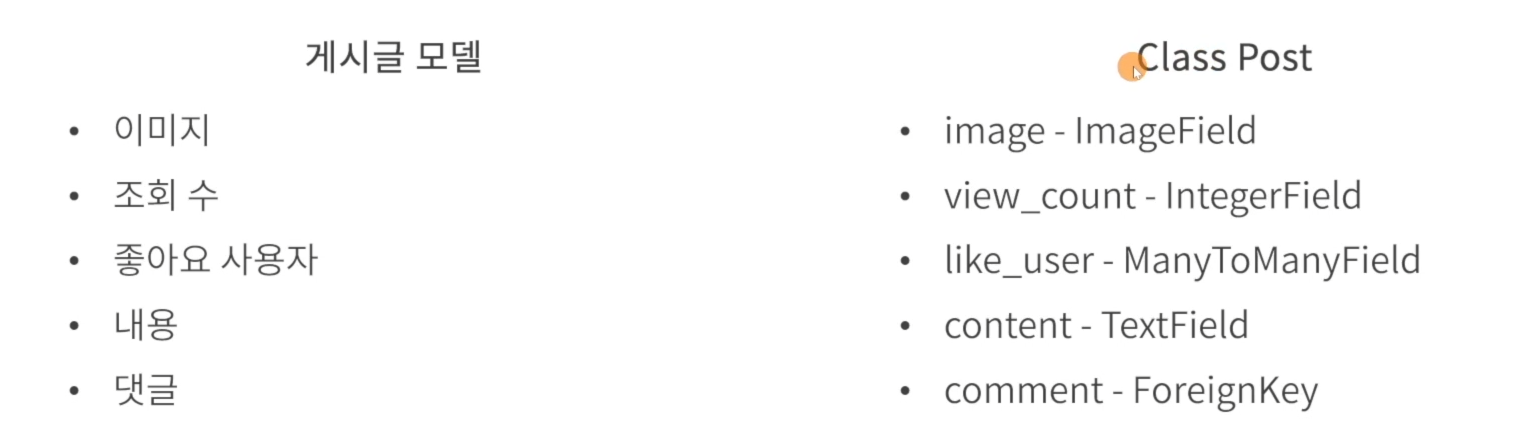 게시글 모델
• 이미지
• 조회 수
• 좋아요 사용자
• 내용
• 댓글
Class Post
• image - ImageField
• view_count - IntegerField
• like_user - ManyToManyField
• content - TextField
• comment - ForeignKey